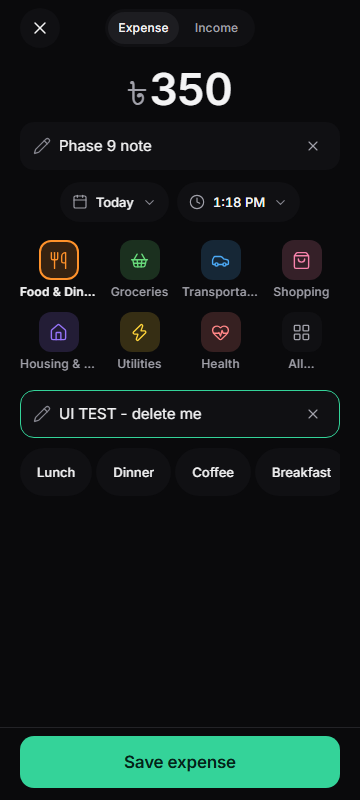 Expense Income
৳350
Phase 9 note
Today 1:18 PM
Food & Din... Groceries Transporta... Shopping
Housing & ... Utilities Health All...
UI TEST - delete me
Lunch Dinner Coffee Breakfast
Save expense